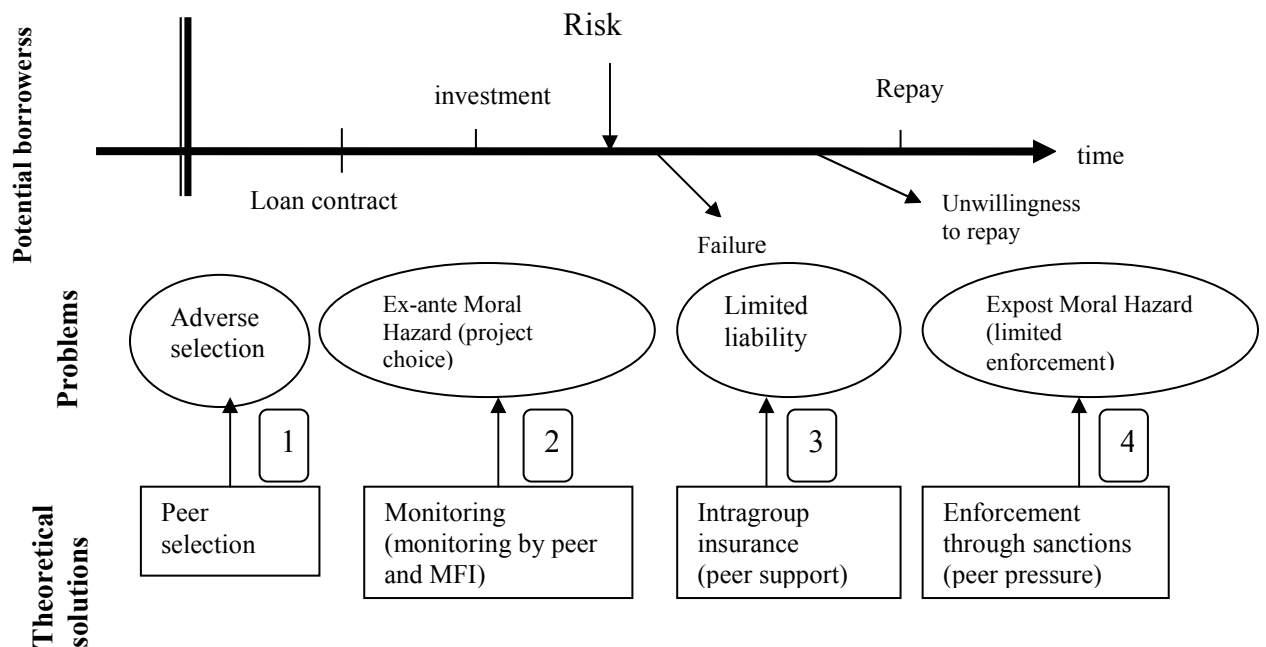 Potential borrowerss
Risk
investment
Repay
time
Loan contract
Failure
Unwillingness
to repay
Problems
Adverse
selection
Ex-ante Moral
Hazard (project
choice)
Limited
liability
Expost Moral Hazard
(limited
enforcement)
1
2
3
4
Theoretical
solutions
Peer
selection
Monitoring
(monitoring by peer
and MFI)
Intragroup
insurance
(peer support)
Enforcement
through sanctions
(peer pressure)